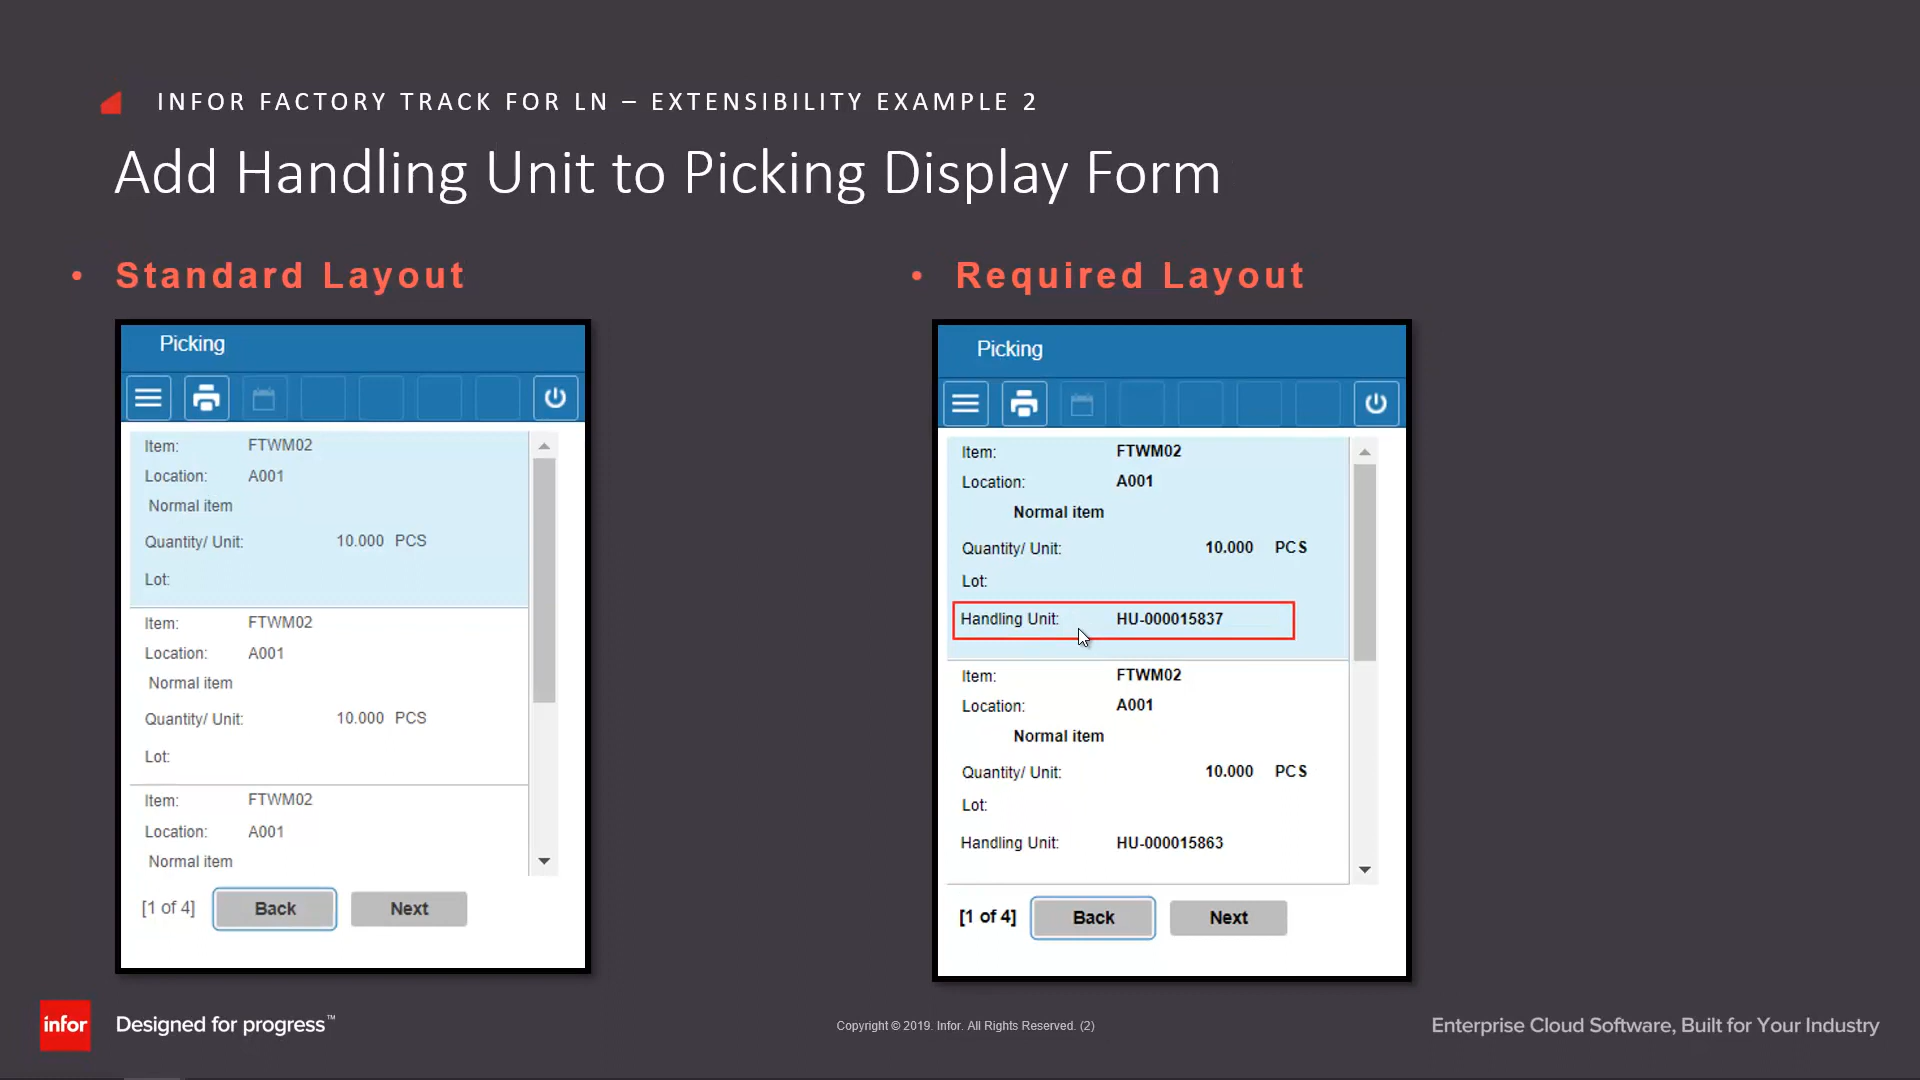 INFOR FACTORY TRACK FOR LN – EXTENSIBILITY EXAMPLE 2
Add Handling Unit to Picking Display Form
• Standard Layout
Picking
Item: FTWM02
Location: A001
Normal item
Quantity/ Unit: 10.000 PCS
Lot:
Item: FTWM02
Location: A001
Normal item
Quantity/ Unit: 10.000 PCS
Lot:
Item: FTWM02
Location: A001
Normal item
[1 of 4] Back Next
• Required Layout
Picking
Item: FTWM02
Location: A001
Normal item
Quantity/ Unit: 10.000 PCS
Lot:
Handling Unit: HU-000015837
Item: FTWM02
Location: A001
Normal item
Quantity/ Unit: 10.000 PCS
Lot:
Handling Unit: HU-000015863
[1 of 4] Back Next
infor Designed for progress™
Copyright © 2019. Infor. All Rights Reserved. (2)
Enterprise Cloud Software, Built for Your Industry